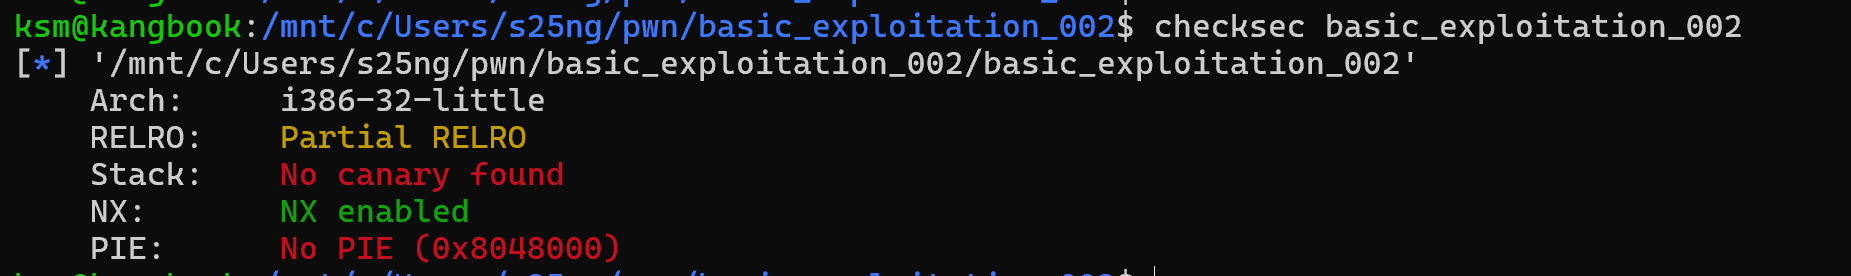 ksm@kangbook:/mnt/c/Users/s25ng/pwn/basic_exploitation_002$ checksec basic_exploitation_002
[*] '/mnt/c/Users/s25ng/pwn/basic_exploitation_002/basic_exploitation_002'
Arch: i386-32-little
RELRO: Partial RELRO
Stack: No canary found
NX: NX enabled
PIE: No PIE (0x8048000)